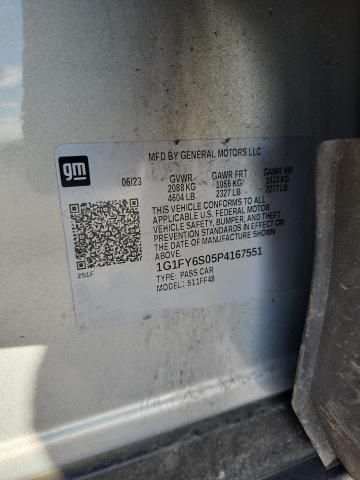 gm
MFD BY GENERAL MOTORS LLC
06/23 GVWR GAWR FRT GAWR RR
2088 KG 1055 KG 1033 KG
4604 LB 2327 LB 2277 LB
THIS VEHICLE CONFORMS TO ALL
APPLICABLE U.S. FEDERAL MOTOR
VEHICLE SAFETY, BUMPER, AND THEFT
PREVENTION STANDARDS IN EFFECT ON
THE DATE OF MANUFACTURE SHOWN
ABOVE.
251F
1G1FY6S05P4167551
TYPE: PASS CAR
MODEL: 511FF48